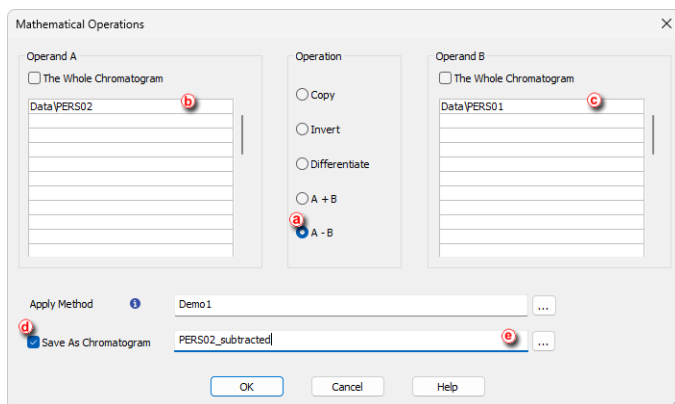 Mathematical Operations
Operand A
The Whole Chromatogram
Data\PERS02
b
Operation
Copy
Invert
Differentiate
A + B
a
A - B
Operand B
The Whole Chromatogram
Data\PERS01
c
Apply Method
Demo1
...
d
Save As Chromatogram
PERS02_subtracted
e
...
OK
Cancel
Help